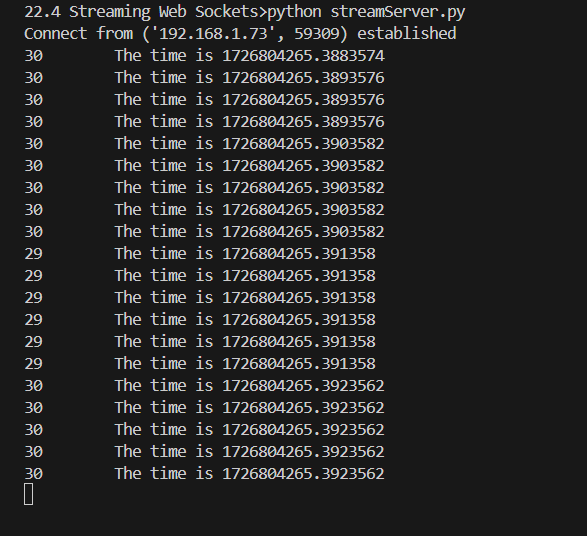 22.4 Streaming Web Sockets>python streamServer.py
Connect from ('192.168.1.73', 59309) established
30        The time is 1726804265.3883574
30        The time is 1726804265.3893576
30        The time is 1726804265.3893576
30        The time is 1726804265.3893576
30        The time is 1726804265.3903582
30        The time is 1726804265.3903582
30        The time is 1726804265.3903582
30        The time is 1726804265.3903582
30        The time is 1726804265.3903582
29        The time is 1726804265.391358
29        The time is 1726804265.391358
29        The time is 1726804265.391358
29        The time is 1726804265.391358
29        The time is 1726804265.391358
29        The time is 1726804265.391358
30        The time is 1726804265.3923562
30        The time is 1726804265.3923562
30        The time is 1726804265.3923562
30        The time is 1726804265.3923562
30        The time is 1726804265.3923562